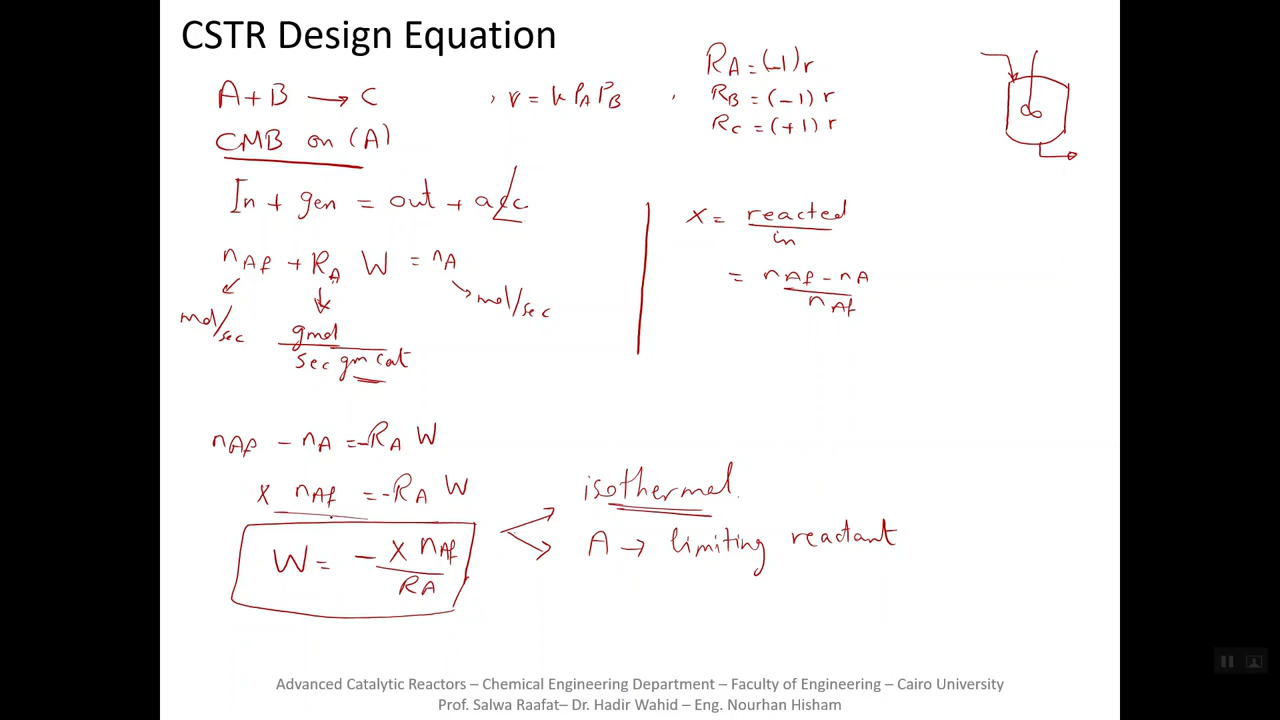 CSTR Design Equation
A+B → C , r = k PA PB ,
RA = (-1) r
RB = (-1) r
RC = (+1) r
CMB on (A)
In + gen = out + acc
nAf + RA W = nA
mol/sec
gmol
sec gm cat
mol/sec
x = reacted
in
= nAf - nA
nAf
nAf - nA = -RA W
x nAf = -RA W
W = - x nAf
RA
isothermal.
A → limiting reactant
Advanced Catalytic Reactors – Chemical Engineering Department – Faculty of Engineering – Cairo University
Prof. Salwa Raafat– Dr. Hadir Wahid – Eng. Nourhan Hisham